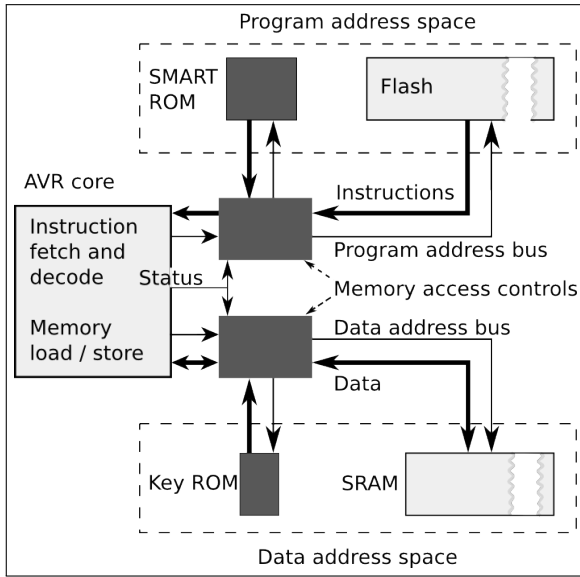 Program address space
SMART
ROM
Flash
AVR core
Instructions
Instruction
fetch and
decode
Program address bus
Status
Memory access controls
Memory
load / store
Data address bus
Data
Key ROM
SRAM
Data address space